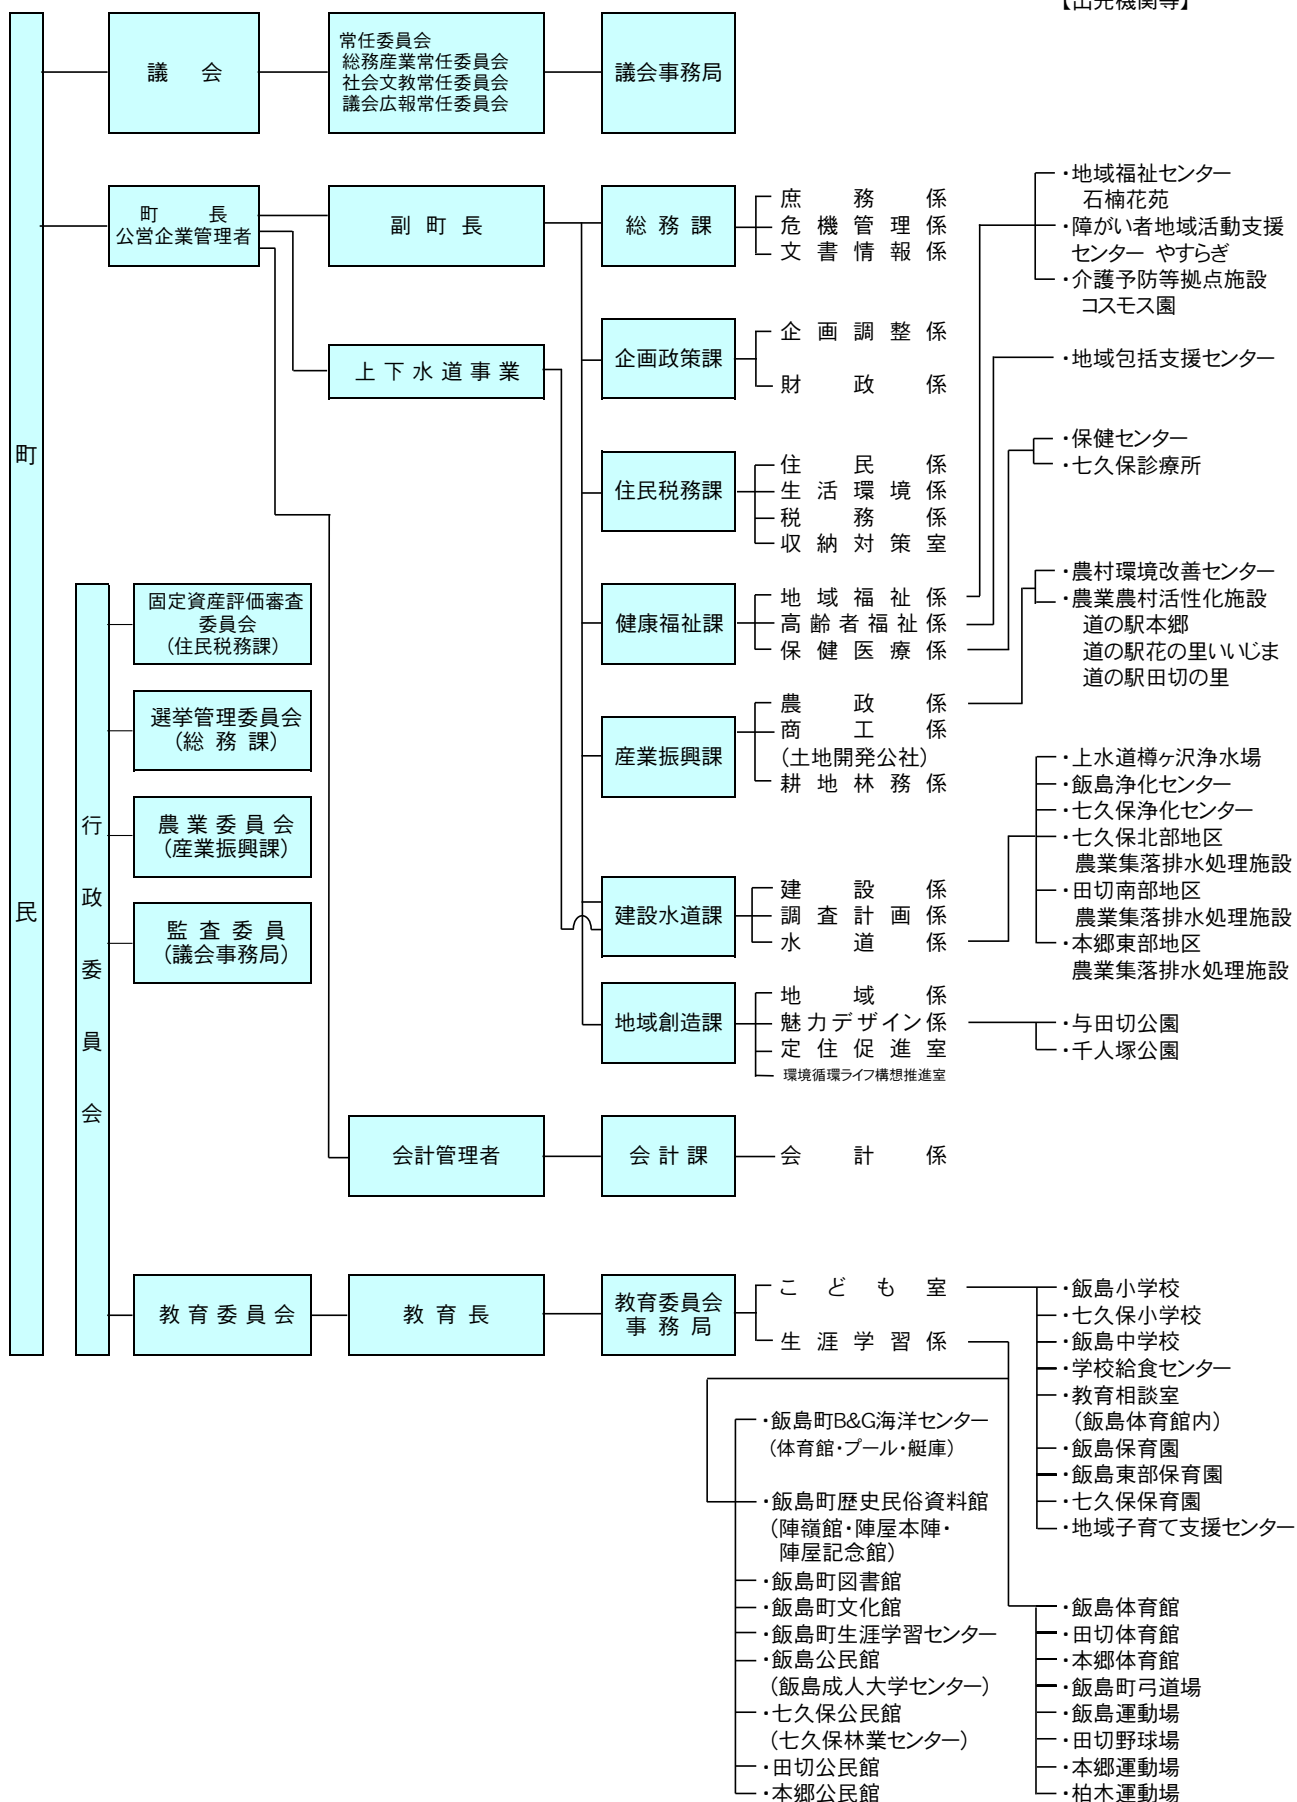 【出先機関等】
町
民
議会
常任委員会
総務産業常任委員会
社会文教常任委員会
議会広報常任委員会
議会事務局
町長
公営企業管理者
副町長
上下水道事業
総務課
庶務係
危機管理係
文書情報係
企画政策課
企画調整係
財政係
住民税務課
住民係
生活環境係
税務係
収納対策室
健康福祉課
地域福祉係
高齢者福祉係
保健医療係
・地域福祉センター
石楠花苑
・障がい者地域活動支援
センター やすらぎ
・介護予防等拠点施設
コスモス園
・地域包括支援センター
・保健センター
・七久保診療所
産業振興課
農政係
商工係
(土地開発公社)
耕地林務係
・農村環境改善センター
・農業農村活性化施設
道の駅本郷
道の駅花の里いいじま
道の駅田切の里
建設水道課
建設係
調査計画係
水道係
・上水道樽ヶ沢浄水場
・飯島浄化センター
・七久保浄化センター
・七久保北部地区
農業集落排水処理施設
・田切南部地区
農業集落排水処理施設
・本郷東部地区
農業集落排水処理施設
地域創造課
地域係
魅力デザイン係
定住促進室
環境循環ライフ構想推進室
・与田切公園
・千人塚公園
会計管理者
会計課
会計係
行政委員会
固定資産評価審査
委員会
(住民税務課)
選挙管理委員会
(総務課)
農業委員会
(産業振興課)
監査委員
(議会事務局)
教育委員会
教育長
教育委員会
事務局
こども室
生涯学習係
・飯島小学校
・七久保小学校
・飯島中学校
・学校給食センター
・教育相談室
(飯島体育館内)
・飯島保育園
・飯島東部保育園
・七久保保育園
・地域子育て支援センター
・飯島町B&G海洋センター
(体育館・プール・艇庫)
・飯島町歴史民俗資料館
(陣嶺館・陣屋本陣・
陣屋記念館)
・飯島町図書館
・飯島町文化館
・飯島町生涯学習センター
・飯島公民館
(飯島成人大学センター)
・七久保公民館
(七久保林業センター)
・田切公民館
・本郷公民館
・飯島体育館
・田切体育館
・本郷体育館
・飯島町弓道場
・飯島運動場
・田切野球場
・本郷運動場
・柏木運動場